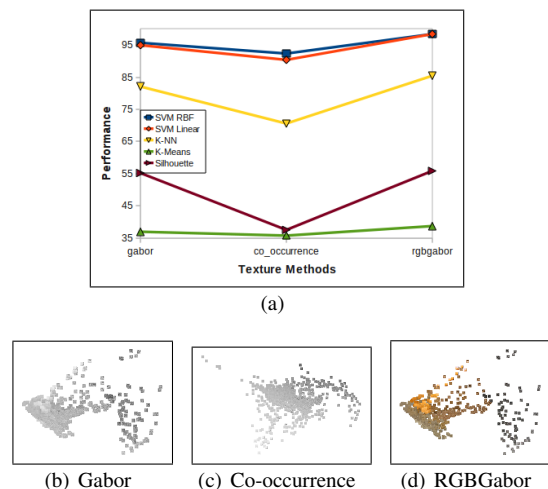 95
85
75
65
55
45
35
Performance
SVM RBF
SVM Linear
K-NN
K-Means
Silhouette
gabor co_occurrence rgbgabor
Texture Methods
(a)
(b) Gabor (c) Co-occurrence (d) RGBGabor